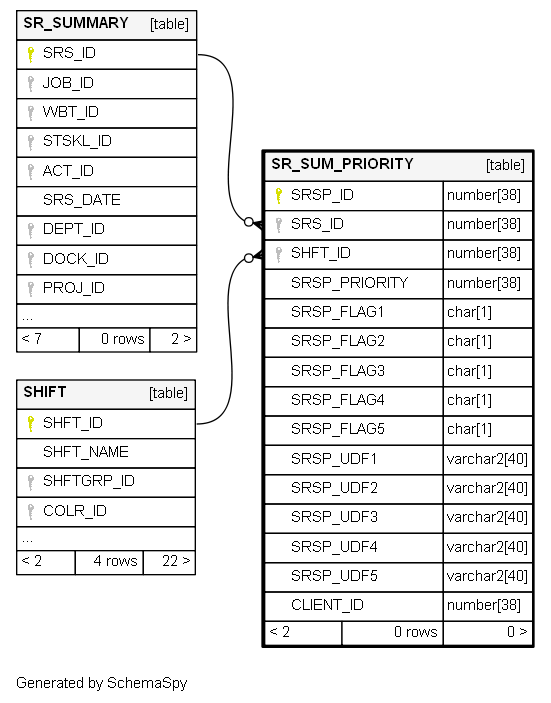 SR_SUMMARY [table]
SRS_ID
JOB_ID
WBT_ID
STSKL_ID
ACT_ID
SRS_DATE
DEPT_ID
DOCK_ID
PROJ_ID
...
< 7 0 rows 2 >
SHIFT [table]
SHFT_ID
SHFT_NAME
SHFTGRP_ID
COLR_ID
...
< 2 4 rows 22 >
SR_SUM_PRIORITY [table]
SRSP_ID number[38]
SRS_ID number[38]
SHFT_ID number[38]
SRSP_PRIORITY number[38]
SRSP_FLAG1 char[1]
SRSP_FLAG2 char[1]
SRSP_FLAG3 char[1]
SRSP_FLAG4 char[1]
SRSP_FLAG5 char[1]
SRSP_UDF1 varchar2[40]
SRSP_UDF2 varchar2[40]
SRSP_UDF3 varchar2[40]
SRSP_UDF4 varchar2[40]
SRSP_UDF5 varchar2[40]
CLIENT_ID number[38]
< 2 0 rows 0 >
Generated by SchemaSpy